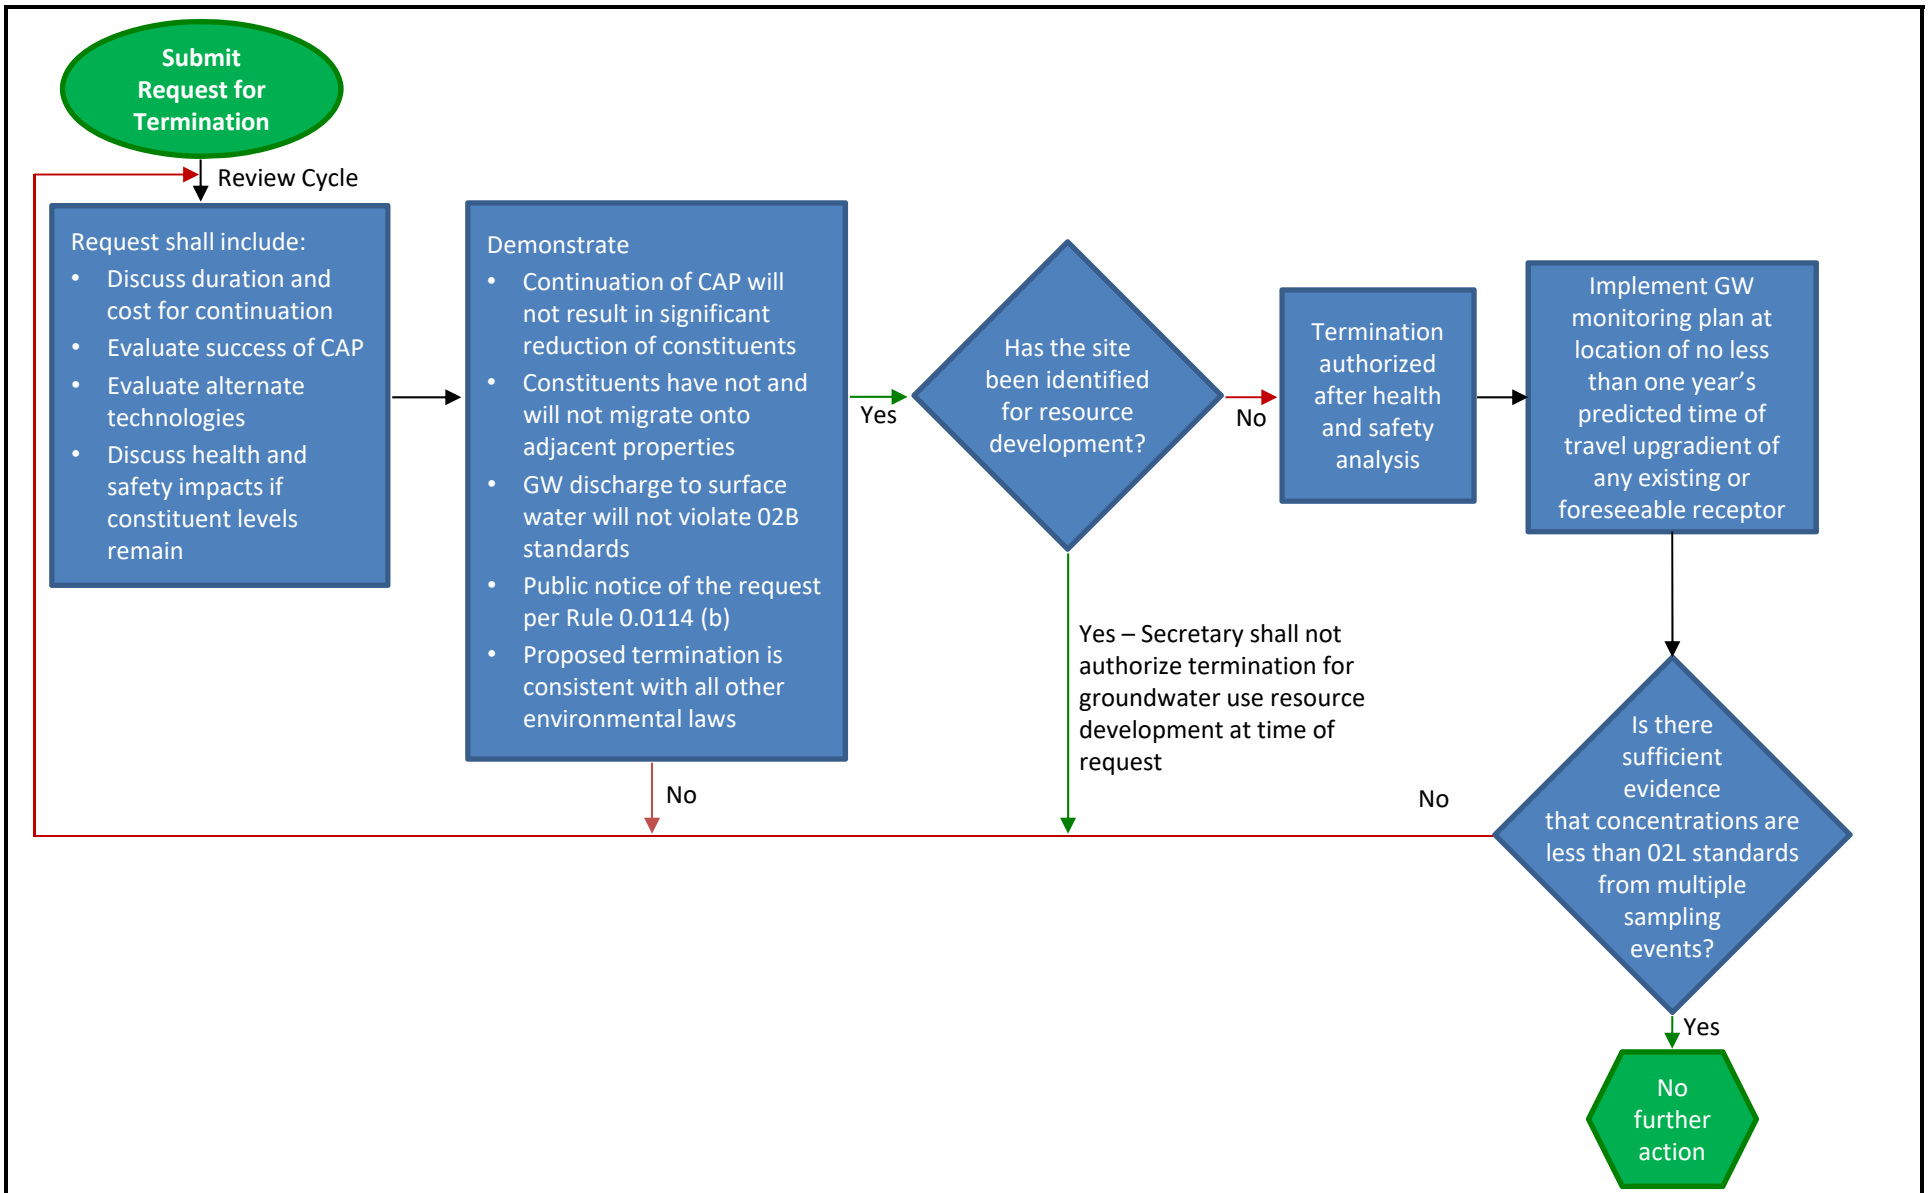 Submit
Request for
Termination
Review Cycle
Request shall include:
• Discuss duration and
cost for continuation
• Evaluate success of CAP
• Evaluate alternate
technologies
• Discuss health and
safety impacts if
constituent levels
remain
Demonstrate
• Continuation of CAP will
not result in significant
reduction of constituents
• Constituents have not and
will not migrate onto
adjacent properties
• GW discharge to surface
water will not violate 02B
standards
• Public notice of the request
per Rule 0.0114 (b)
• Proposed termination is
consistent with all other
environmental laws
No
Yes
Has the site
been identified
for resource
development?
Yes – Secretary shall not
authorize termination for
groundwater use resource
development at time of
request
No
Termination
authorized
after health
and safety
analysis
Implement GW
monitoring plan at
location of no less
than one year’s
predicted time of
travel upgradient of
any existing or
foreseeable receptor
Is there
sufficient
evidence
that concentrations are
less than 02L standards
from multiple
sampling
events?
No
Yes
No
further
action